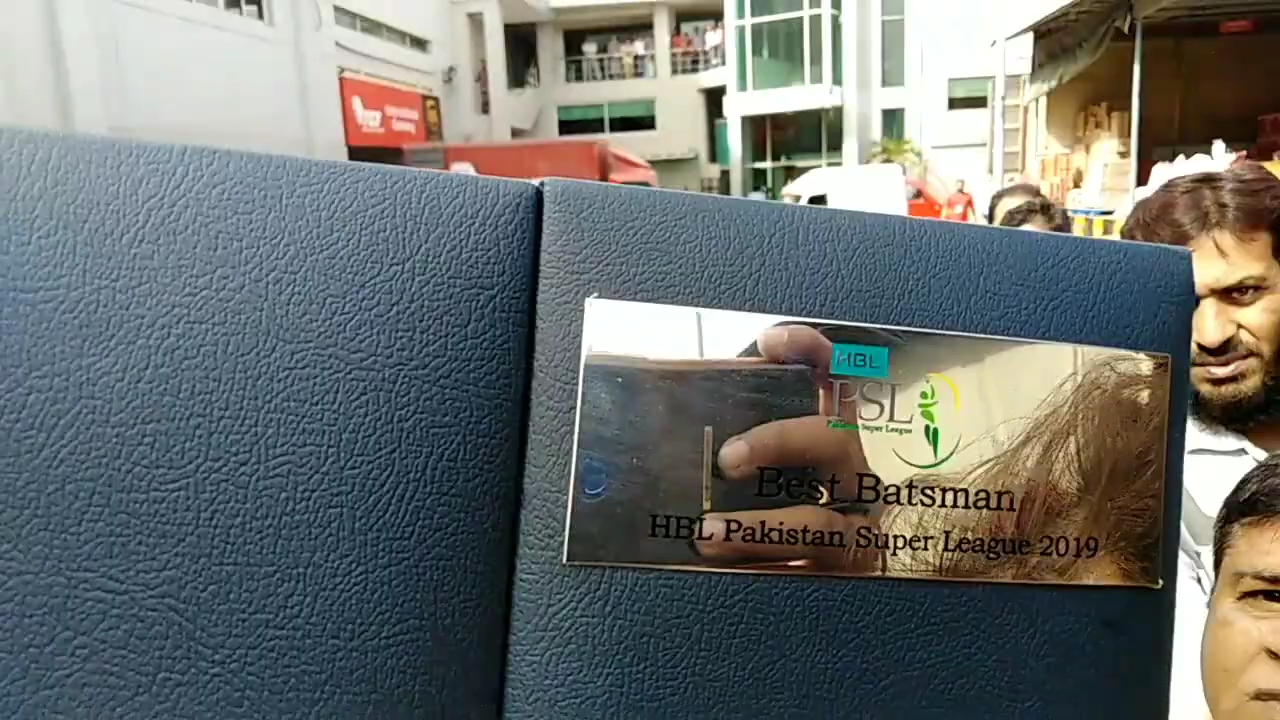 HBL
PSL
Pakistan Super League
Best Batsman
HBL Pakistan Super League 2019